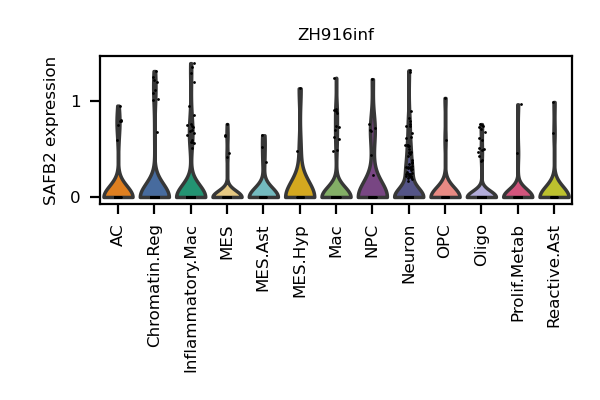 ZH916inf
SAFB2 expression
1
0
AC
Chromatin.Reg
Inflammatory.Mac
MES
MES.Ast
MES.Hyp
Mac
NPC
Neuron
OPC
Oligo
Prolif.Metab
Reactive.Ast